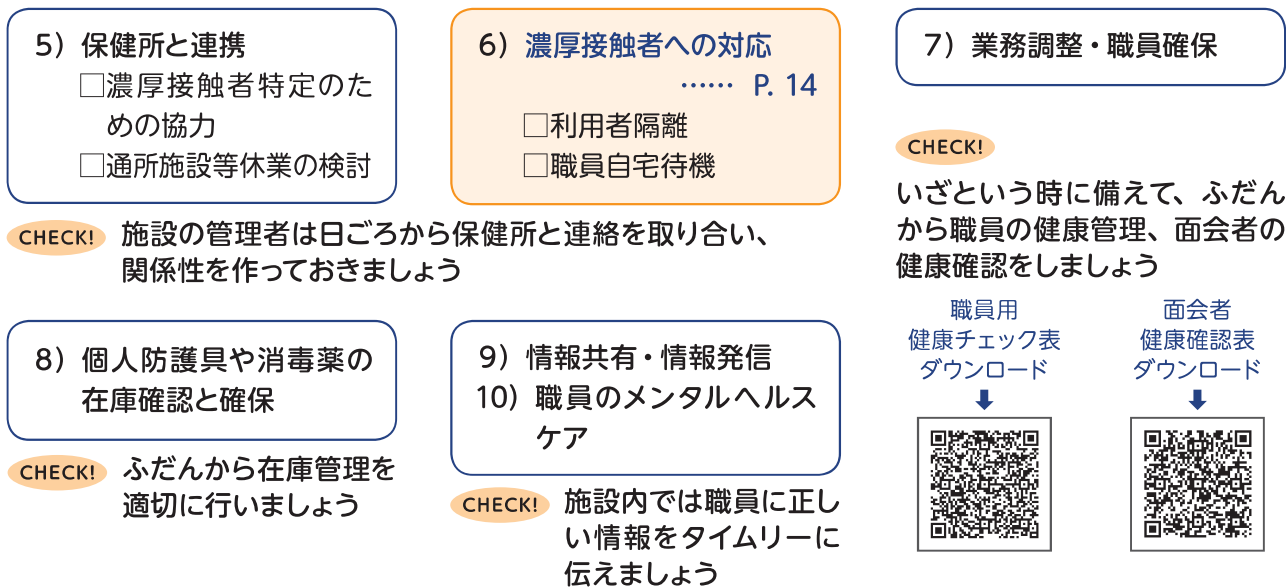 5）保健所と連携
□濃厚接触者特定のた
めの協力
□通所施設等休業の検討
6）濃厚接触者への対応
…… P. 14
□利用者隔離
□職員自宅待機
7）業務調整・職員確保
CHECK!
いざという時に備えて、ふだん
から職員の健康管理、面会者の
健康確認をしましょう
職員用
健康チェック表
ダウンロード
面会者
健康確認表
ダウンロード
CHECK! 施設の管理者は日ごろから保健所と連絡を取り合い、
関係性を作っておきましょう
8）個人防護具や消毒薬の
在庫確認と確保
CHECK! ふだんから在庫管理を
適切に行いましょう
9）情報共有・情報発信
10）職員のメンタルヘルス
ケア
CHECK! 施設内では職員に正し
い情報をタイムリーに
伝えましょう